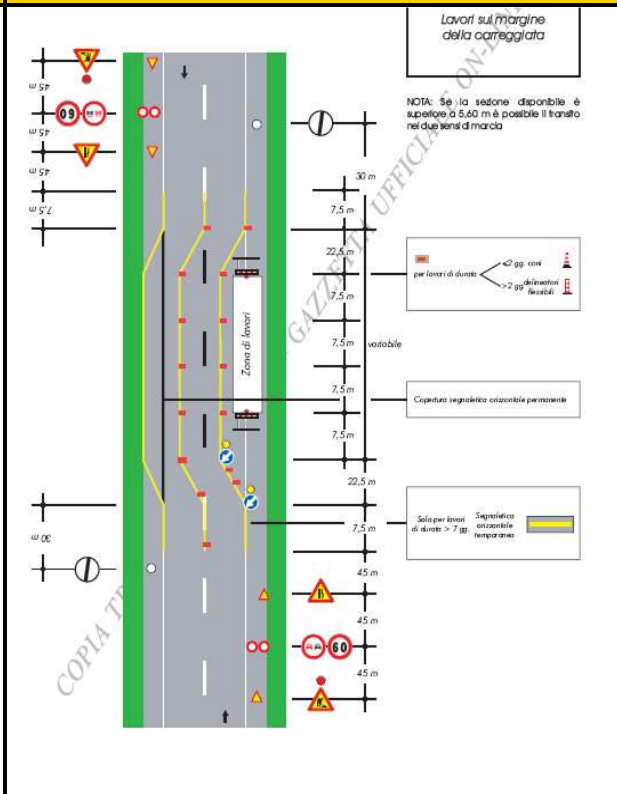 Lavori sul margine
della carreggiata
NOTA: Se la sezione disponibile è
superiore a 5,60 m è possibile il transito
nei due sensi di marcia
45 m
60
45 m
45 m
7,5 m
30 m
30 m
7,5 m
22,5 m
7,5 m
7,5 m
7,5 m
7,5 m
variabile
22,5 m
7,5 m
45 m
45 m
60
45 m
Zona di lavori
per lavori di durata
≤2 gg. coni
>2 gg delineatori
flessibili
Copertura segnaletica orizzontale permanente
Solo per lavori
di durata > 7 gg.
Segnaletica
orizzontale
temporanea
COPIA TR
GAZZETTA UFFICIALE ON-LIN